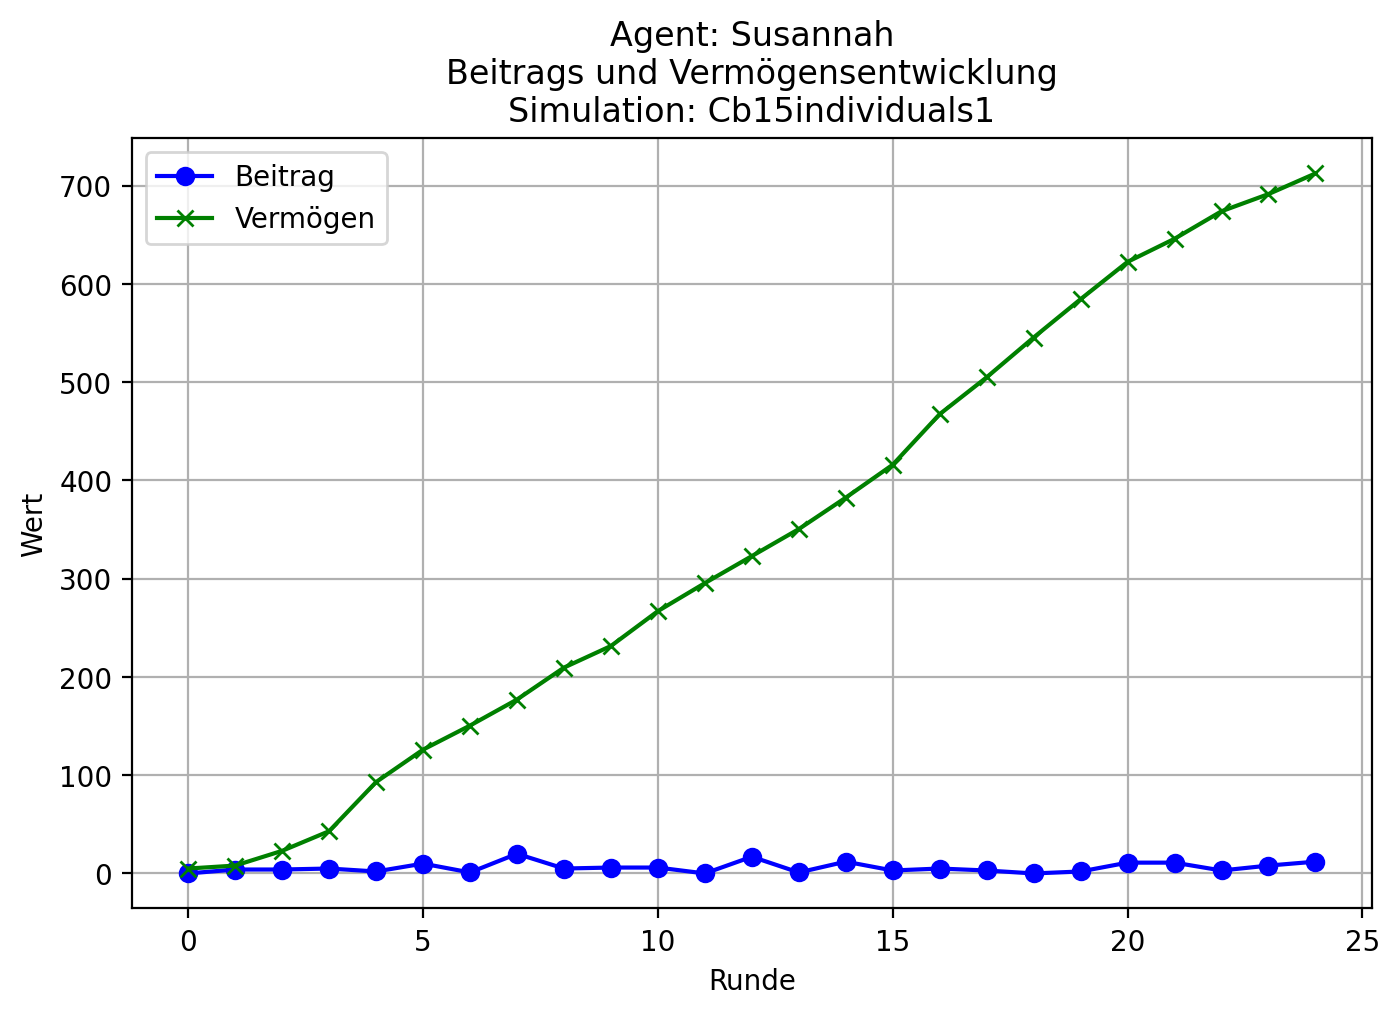 Agent: Susannah
Beitrags und Vermögensentwicklung
Simulation: Cb15individuals1
Beitrag
Vermögen
700
600
500
400
300
200
100
0
Wert
0 5 10 15 20 25
Runde